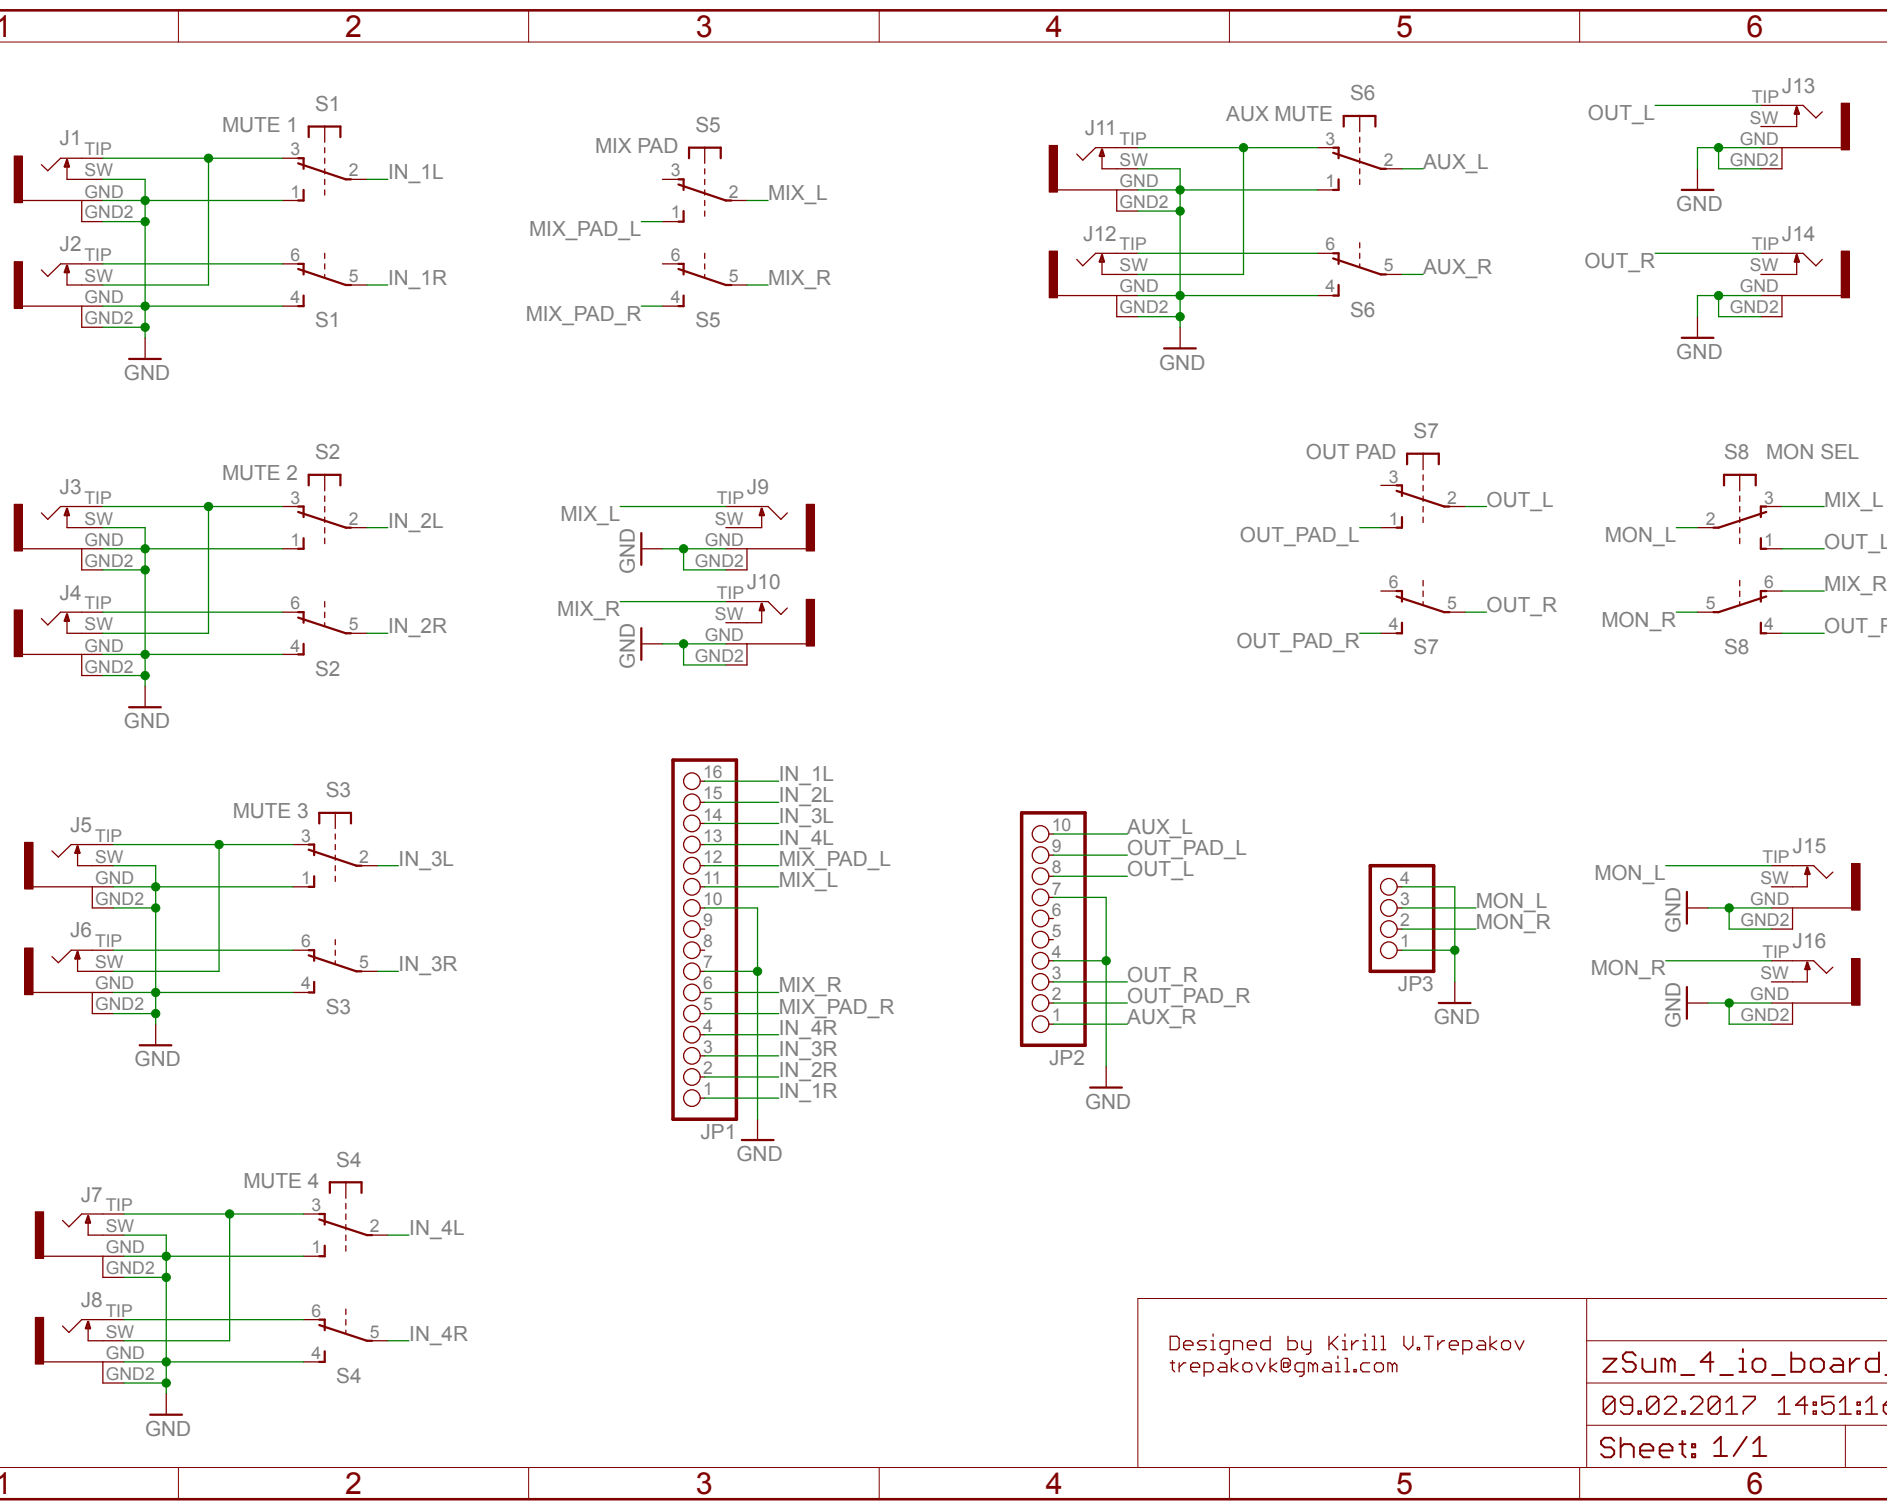 1 2 3 4 5 6
S1
MUTE 1
J1 TIP 3
SW 2 IN_1L
GND 1
GND2
J2 TIP 6
SW 5 IN_1R
GND 4
GND2 S1
GND
S5
MIX PAD
3
2 MIX_L
1
MIX_PAD_L
6
5 MIX_R
4
MIX_PAD_R S5
S6
AUX MUTE
J11 TIP 3
SW 2 AUX_L
GND 1
GND2
J12 TIP 6
SW 5 AUX_R
GND 4
GND2 S6
GND
J13
OUT_L TIP
SW
GND
GND2
GND
J14
OUT_R TIP
SW
GND
GND2
GND
S2
MUTE 2
J3 TIP 3
SW 2 IN_2L
GND 1
GND2
J4 TIP 6
SW 5 IN_2R
GND 4
GND2 S2
GND
J9
MIX_L TIP
SW
GND GND
GND2
J10
MIX_R TIP
SW
GND GND
GND2
S7
OUT PAD
3
2 OUT_L
1
OUT_PAD_L
6
5 OUT_R
4
OUT_PAD_R S7
S8 MON SEL
3 MIX_L
MON_L 2
1 OUT_L
6 MIX_R
MON_R 5
4 OUT_R
S8
S3
MUTE 3
J5 TIP 3
SW 2 IN_3L
GND 1
GND2
J6 TIP 6
SW 5 IN_3R
GND 4
GND2 S3
GND
16 IN_1L
15 IN_2L
14 IN_3L
13 IN_4L
12 MIX_PAD_L
11 MIX_L
10
9
8
7
6 MIX_R
5 MIX_PAD_R
4 IN_4R
3 IN_3R
2 IN_2R
1 IN_1R
JP1
GND
10 AUX_L
9 OUT_PAD_L
8 OUT_L
7
6
5
4
3 OUT_R
2 OUT_PAD_R
1 AUX_R
JP2
GND
4
3 MON_L
2 MON_R
1
JP3
GND
J15
MON_L TIP
SW
GND GND
GND2
J16
MON_R TIP
SW
GND GND
GND2
S4
MUTE 4
J7 TIP 3
SW 2 IN_4L
GND 1
GND2
J8 TIP 6
SW 5 IN_4R
GND 4
GND2 S4
GND
Designed by Kirill V.Trepakov
trepakovk@gmail.com
zSum_4_io_board_
09.02.2017 14:51:16
Sheet: 1/1
1 2 3 4 5 6